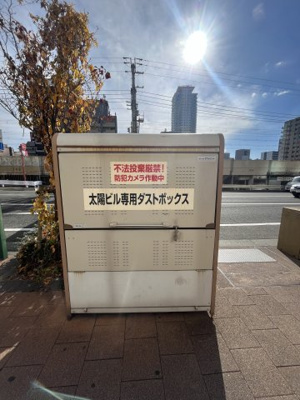 不法投棄厳禁！
防犯カメラ作動中
太陽ビル専用ダストボックス